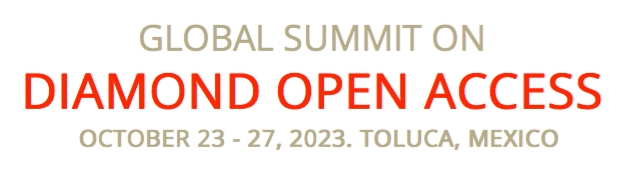 GLOBAL SUMMIT ON
DIAMOND OPEN ACCESS
OCTOBER 23 - 27, 2023. TOLUCA, MEXICO